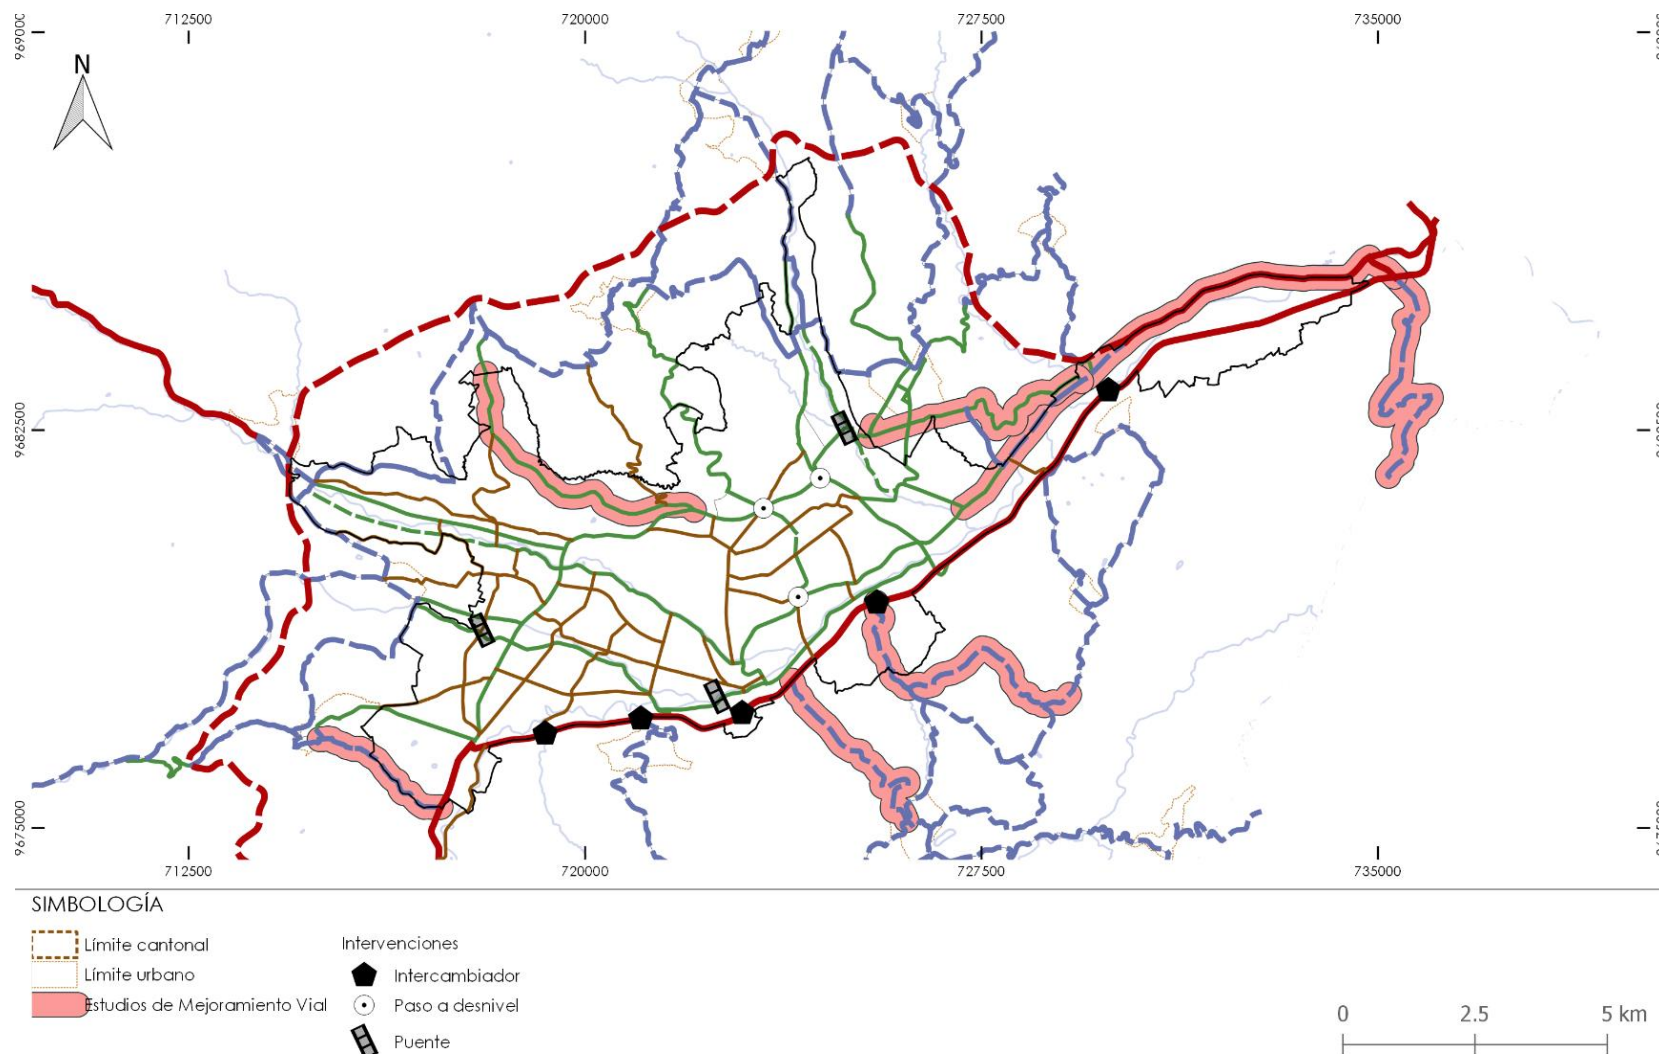 712500 720000 727500 735000
N
682500
9675000
712500 720000 727500 735000
SIMBOLOGÍA
Límite cantonal
Límite urbano
Estudios de Mejoramiento Vial
Intervenciones
Intercambiador
Paso a desnivel
Puente
0 2.5 5 km